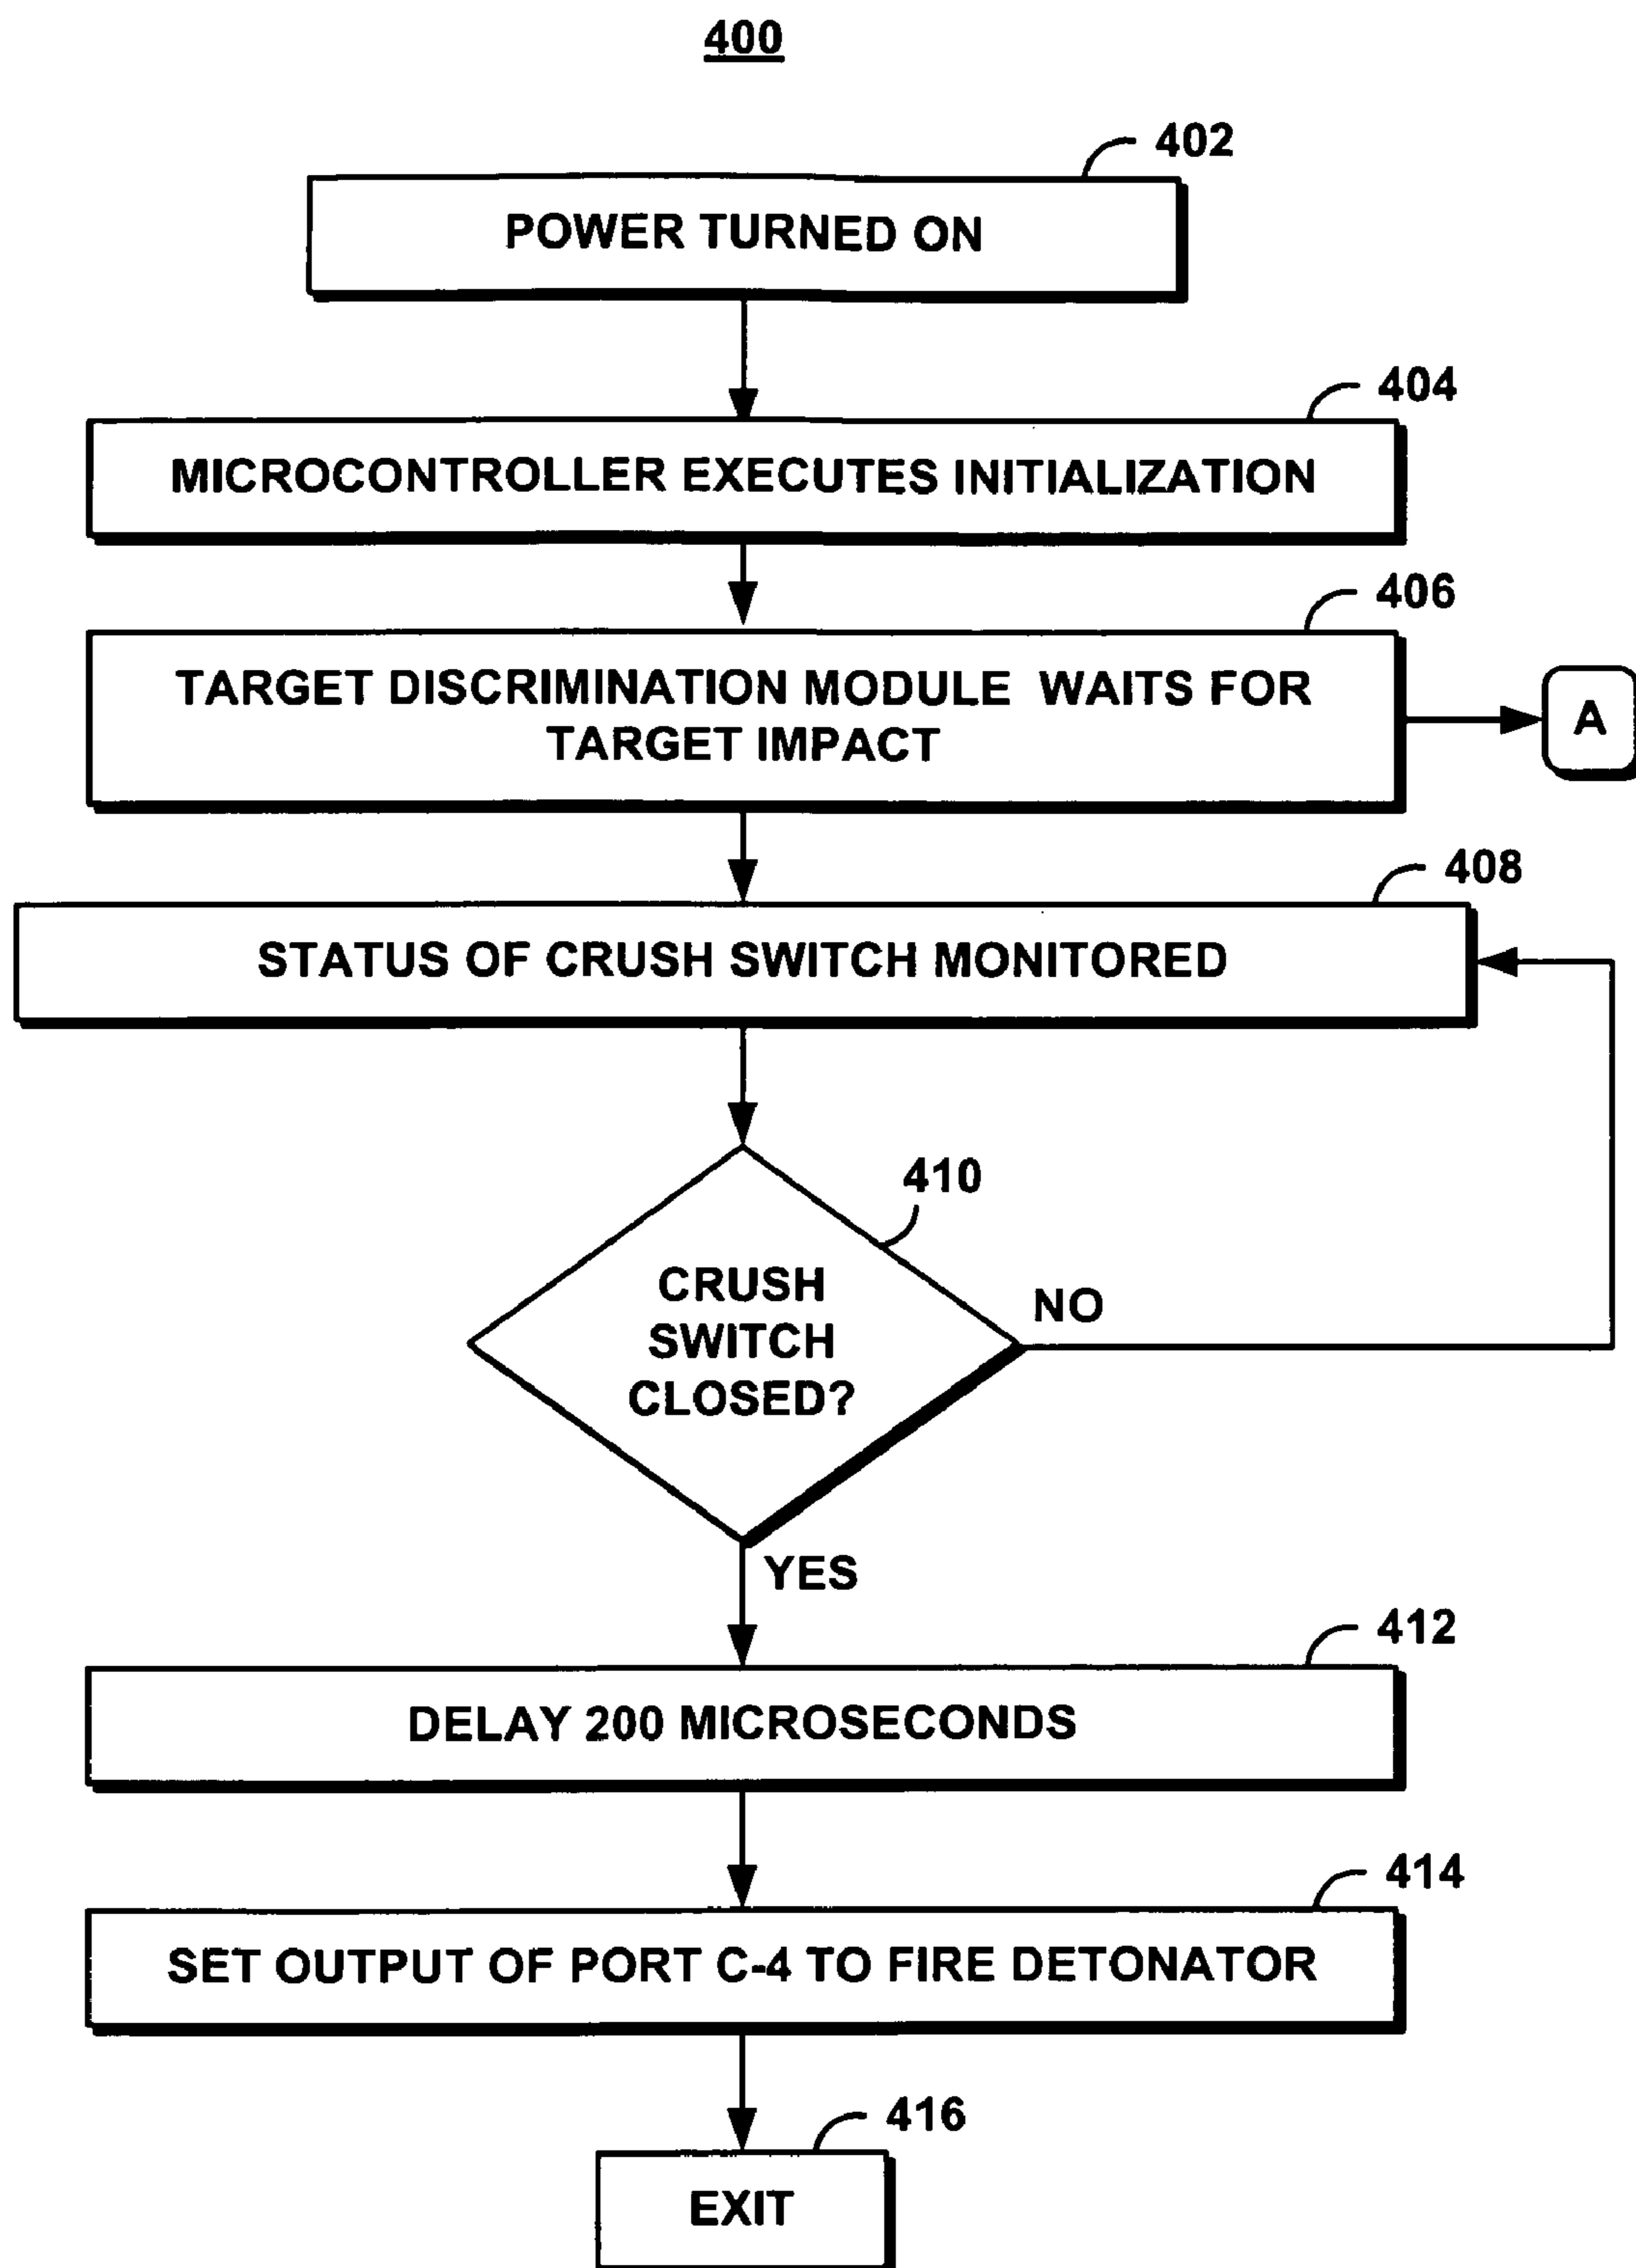 400
402
POWER TURNED ON
404
MICROCONTROLLER EXECUTES INITIALIZATION
406
TARGET DISCRIMINATION MODULE WAITS FOR
TARGET IMPACT
A
408
STATUS OF CRUSH SWITCH MONITORED
410
CRUSH
SWITCH
CLOSED?
NO
YES
412
DELAY 200 MICROSECONDS
414
SET OUTPUT OF PORT C-4 TO FIRE DETONATOR
416
EXIT